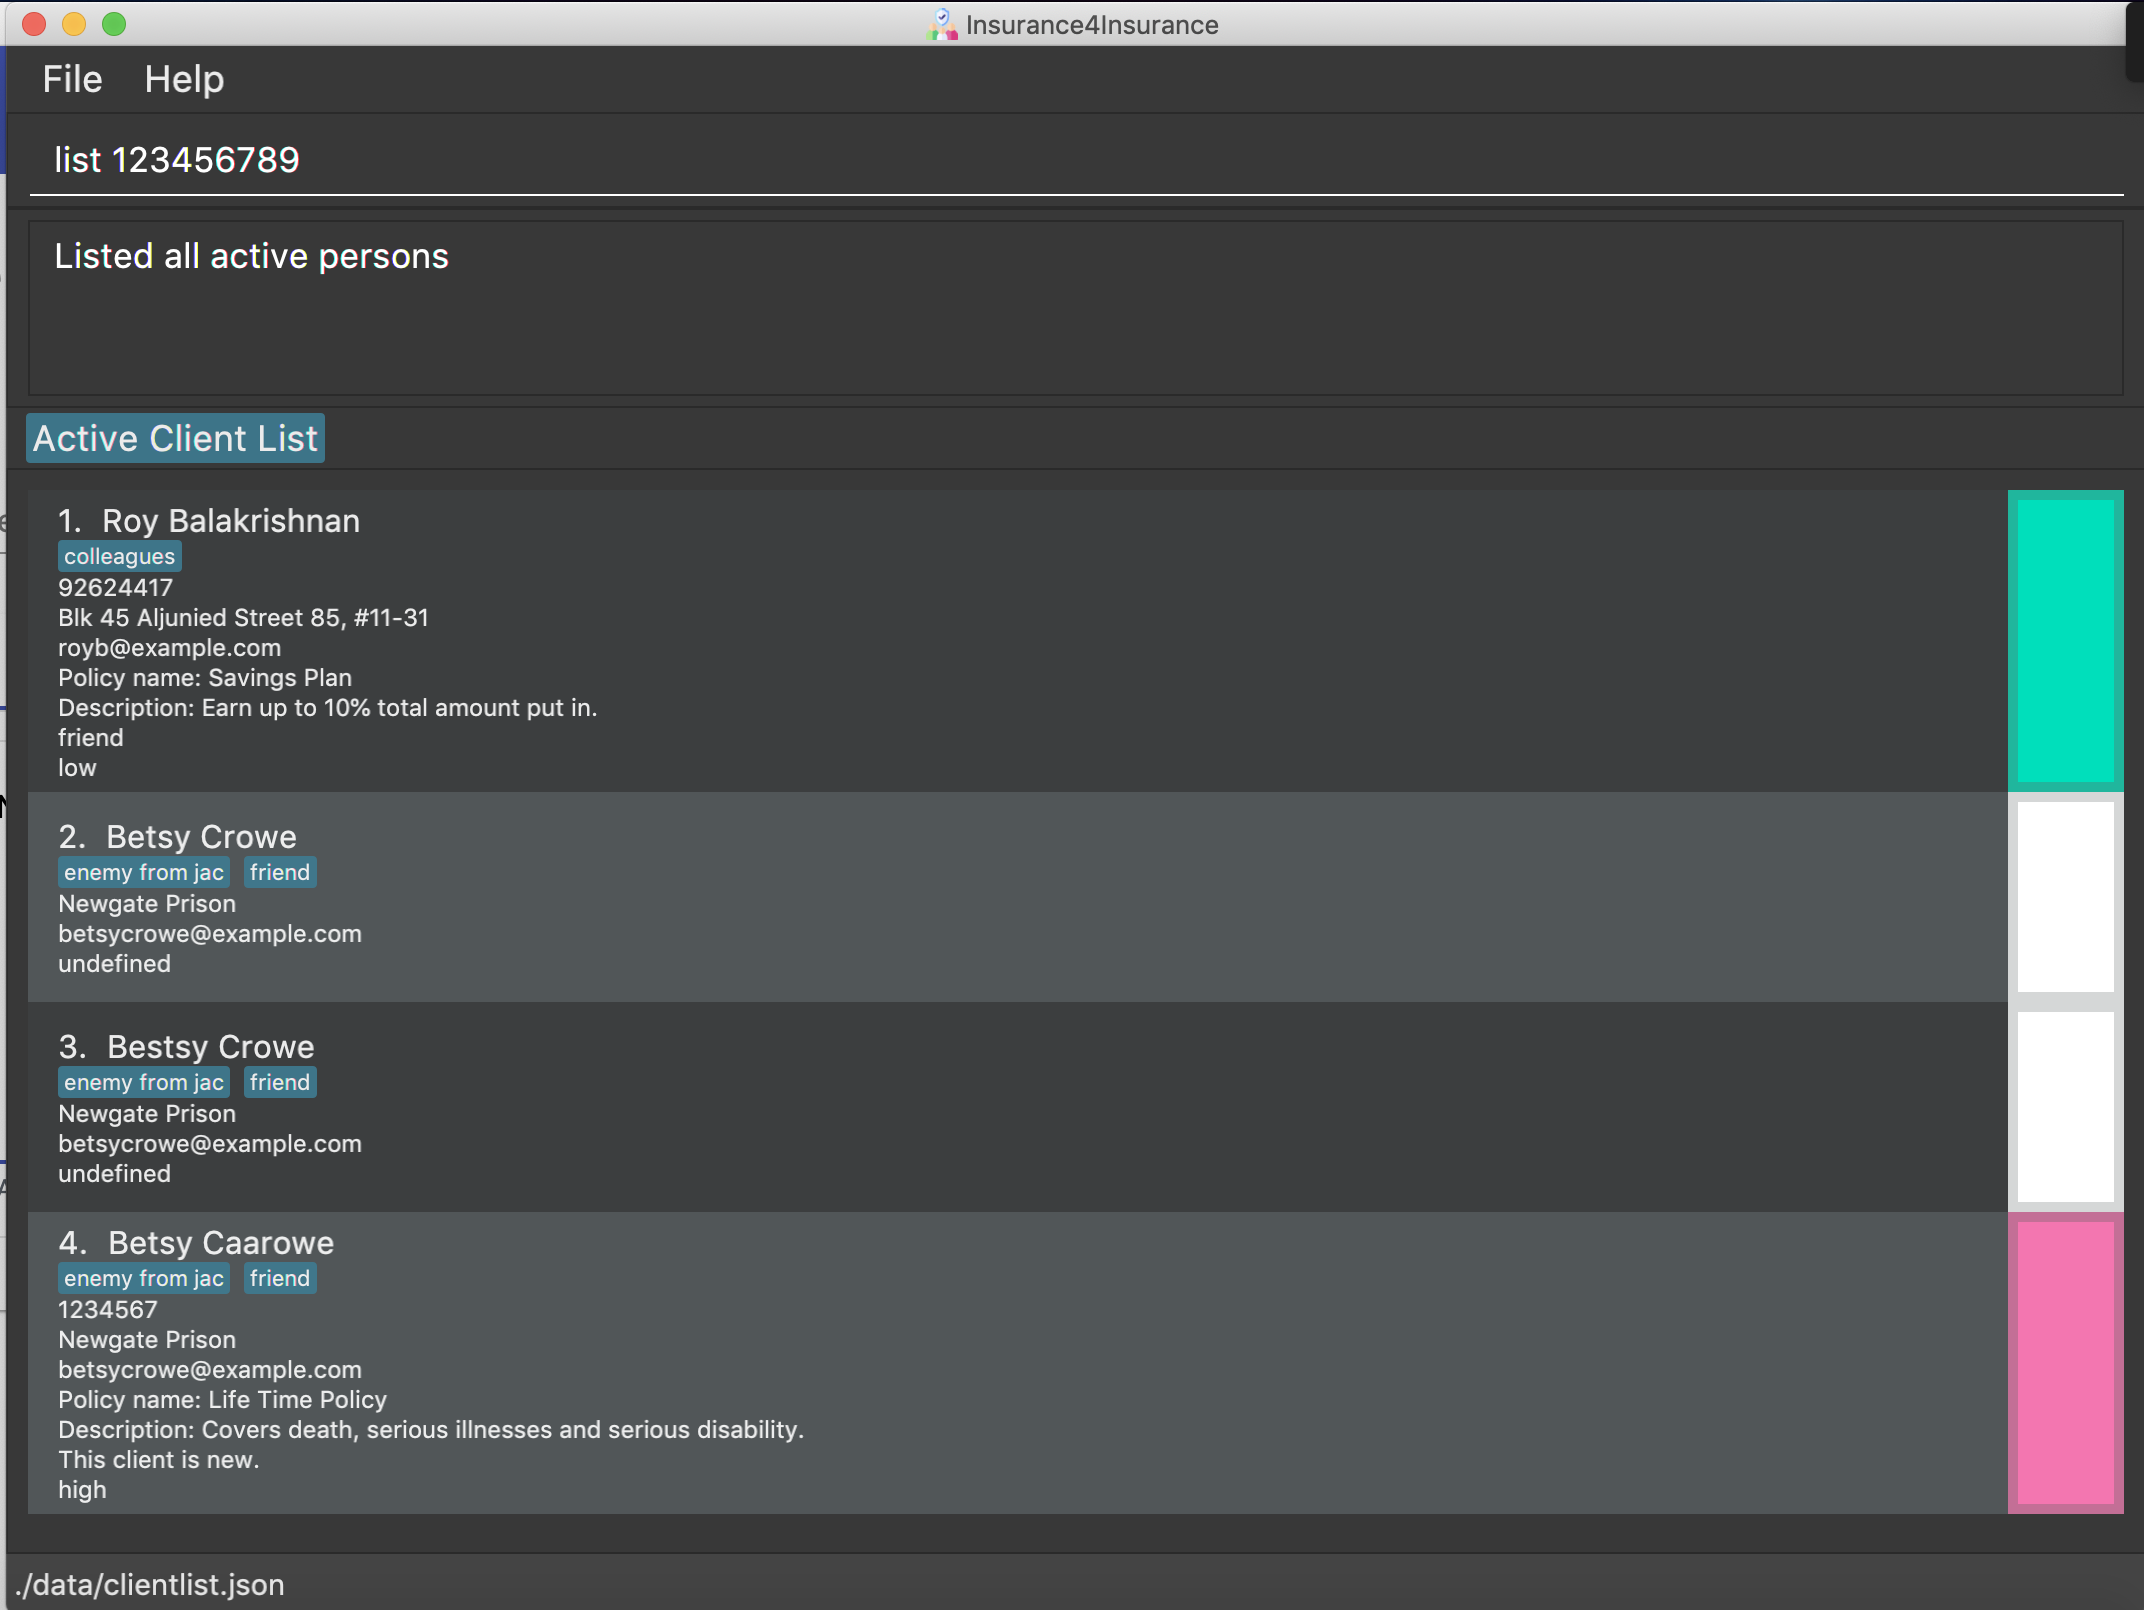 Insurance4Insurance
File Help
list 123456789
Listed all active persons
Active Client List
1. Roy Balakrishnan
colleagues
92624417
Blk 45 Aljunied Street 85, #11-31
royb@example.com
Policy name: Savings Plan
Description: Earn up to 10% total amount put in.
friend
low
2. Betsy Crowe
enemy from jac friend
Newgate Prison
betsycrowe@example.com
undefined
3. Bestsy Crowe
enemy from jac friend
Newgate Prison
betsycrowe@example.com
undefined
4. Betsy Caarowe
enemy from jac friend
1234567
Newgate Prison
betsycrowe@example.com
Policy name: Life Time Policy
Description: Covers death, serious illnesses and serious disability.
This client is new.
high
./data/clientlist.json